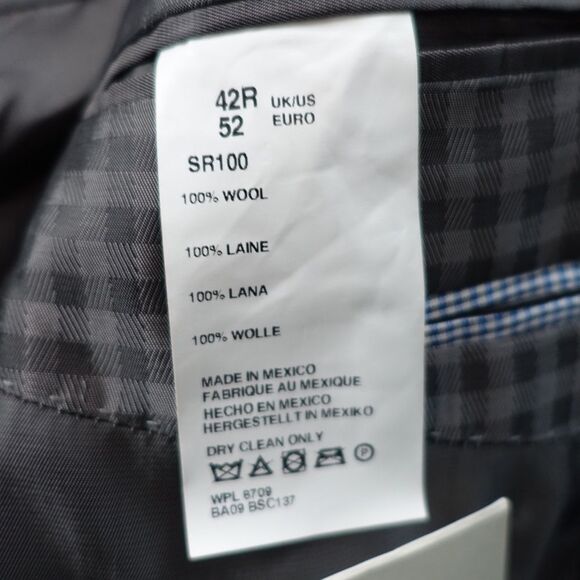 42R UK/US
52 EURO
SR100
100% WOOL
100% LAINE
100% LANA
100% WOLLE
MADE IN MEXICO
FABRIQUE AU MEXIQUE
HECHO EN MEXICO
HERGESTELLT IN MEXIKO
DRY CLEAN ONLY
P
WPL 8709
BA09 BSC137